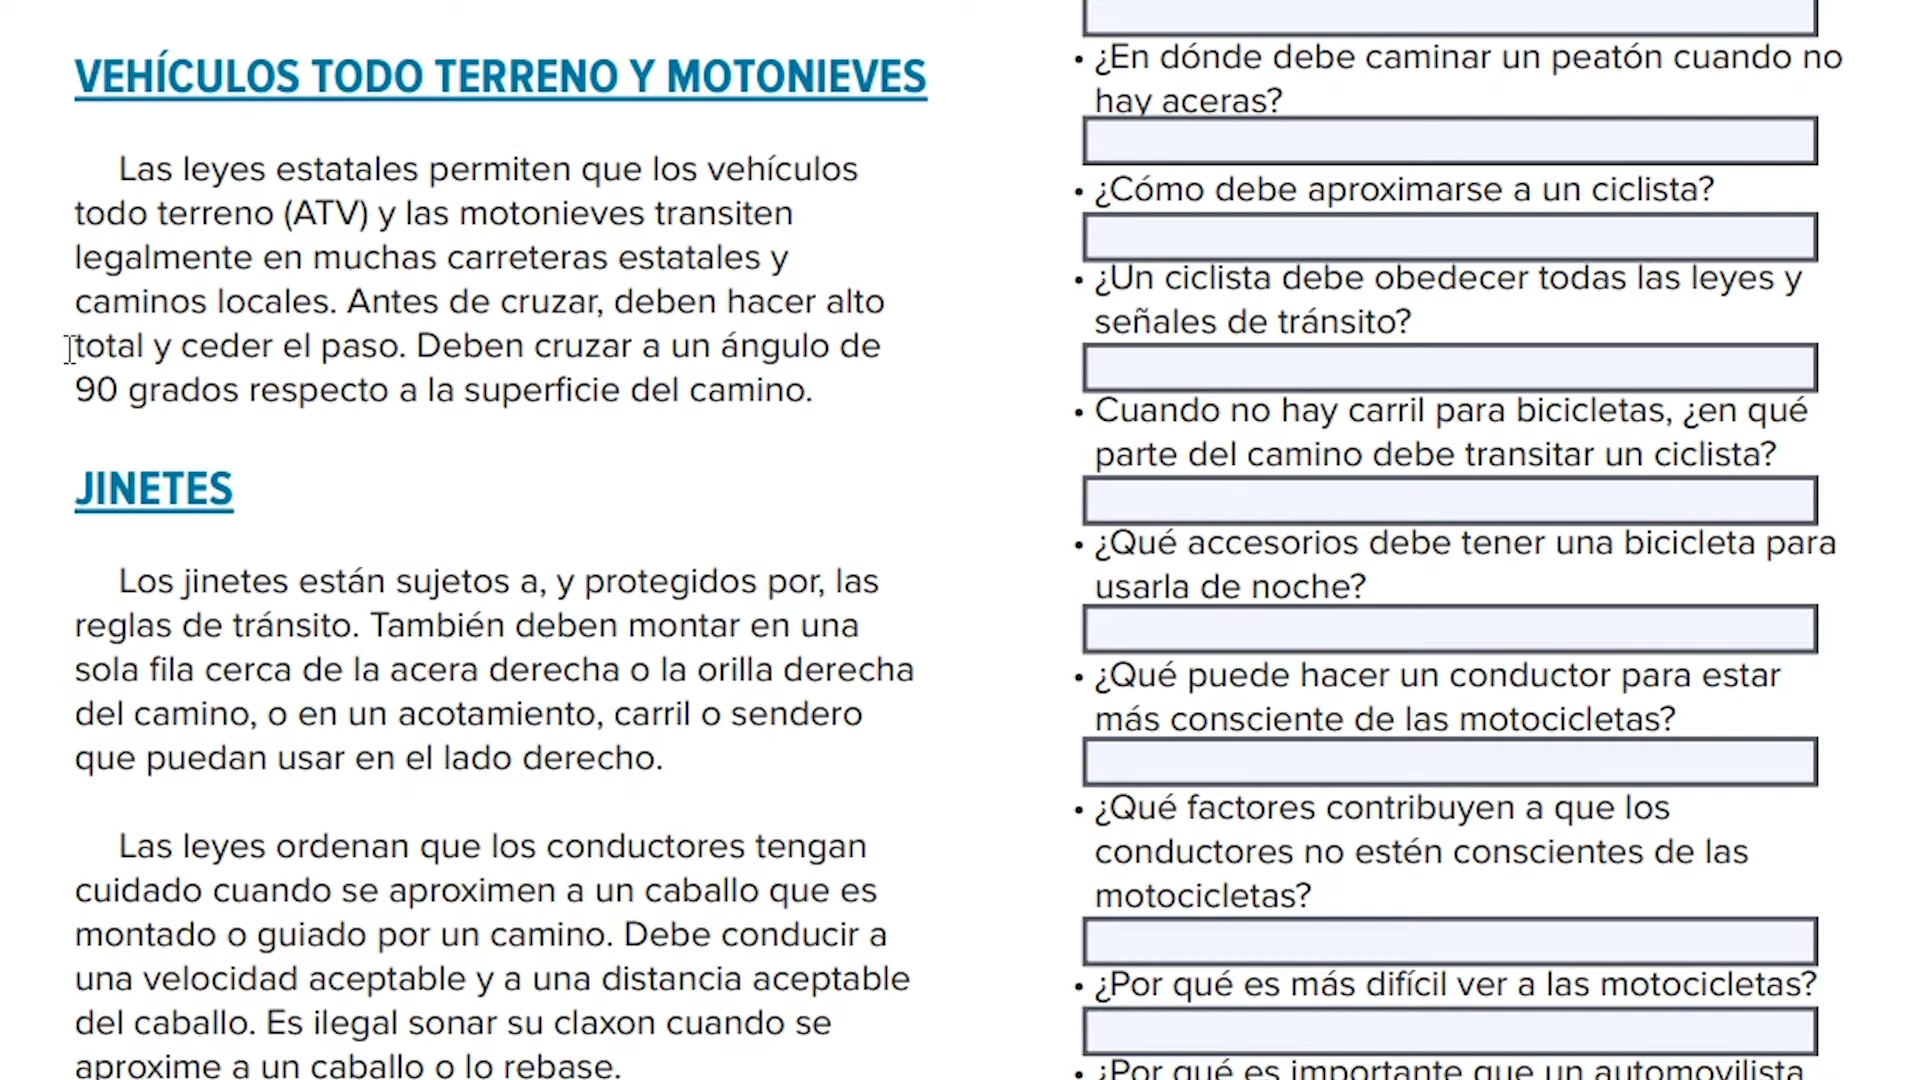 VEHÍCULOS TODO TERRENO Y MOTONIEVES
Las leyes estatales permiten que los vehículos
todo terreno (ATV) y las motonieves transiten
legalmente en muchas carreteras estatales y
caminos locales. Antes de cruzar, deben hacer alto
total y ceder el paso. Deben cruzar a un ángulo de
90 grados respecto a la superficie del camino.
JINETES
Los jinetes están sujetos a, y protegidos por, las
reglas de tránsito. También deben montar en una
sola fila cerca de la acera derecha o la orilla derecha
del camino, o en un acotamiento, carril o sendero
que puedan usar en el lado derecho.
Las leyes ordenan que los conductores tengan
cuidado cuando se aproximen a un caballo que es
montado o guiado por un camino. Debe conducir a
una velocidad aceptable y a una distancia aceptable
del caballo. Es ilegal sonar su claxon cuando se
aproxime a un caballo o lo rebase.
• ¿En dónde debe caminar un peatón cuando no
hay aceras?
• ¿Cómo debe aproximarse a un ciclista?
• ¿Un ciclista debe obedecer todas las leyes y
señales de tránsito?
• Cuando no hay carril para bicicletas, ¿en qué
parte del camino debe transitar un ciclista?
• ¿Qué accesorios debe tener una bicicleta para
usarla de noche?
• ¿Qué puede hacer un conductor para estar
más consciente de las motocicletas?
• ¿Qué factores contribuyen a que los
conductores no estén conscientes de las
motocicletas?
• ¿Por qué es más difícil ver a las motocicletas?
• ¿Por qué es importante que un automovilista